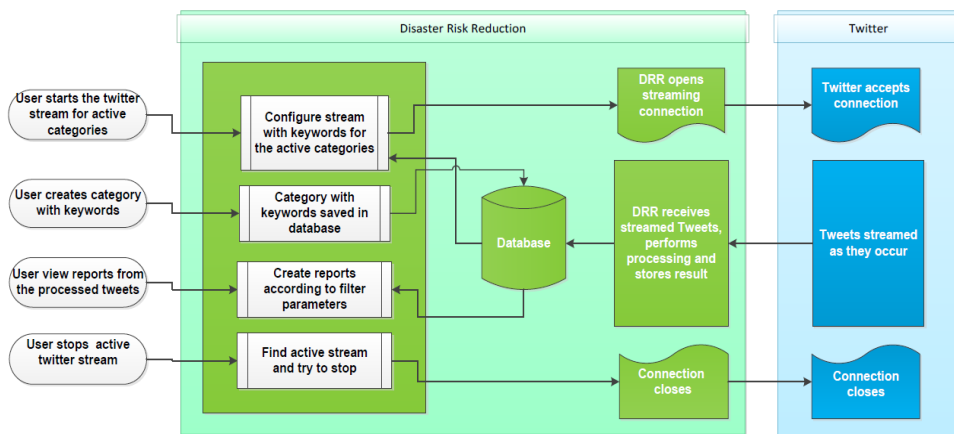 Disaster Risk Reduction
Twitter
User starts the twitter
stream for active
categories
Configure stream
with keywords for
the active categories
DRR opens
streaming
connection
Twitter accepts
connection
User creates category
with keywords
Category with
keywords saved in
database
Database
DRR receives
streamed Tweets,
performs
processing and
stores result
Tweets streamed
as they occur
User view reports from
the processed tweets
Create reports
according to filter
parameters
User stops active
twitter stream
Find active stream
and try to stop
Connection
closes
Connection
closes